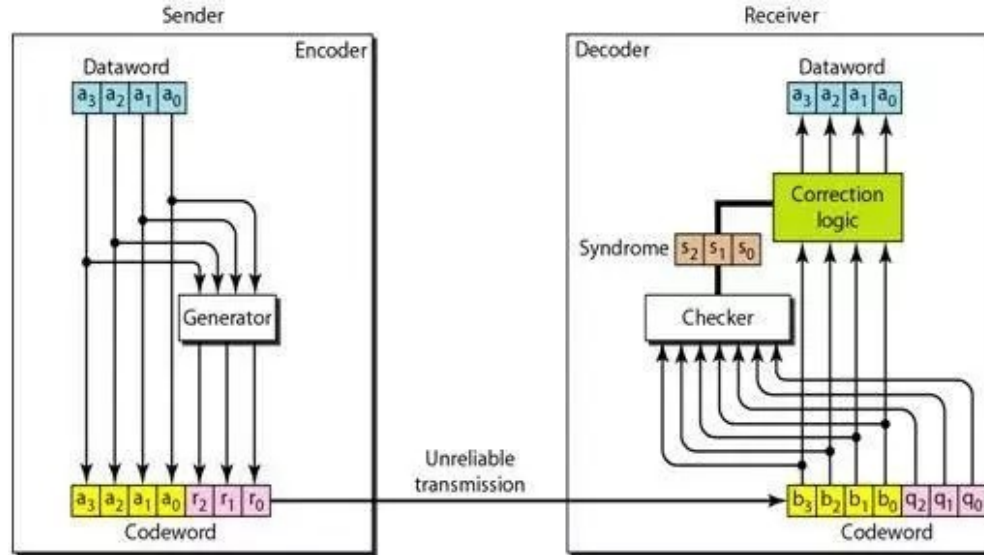 Sender
Receiver
Encoder
Decoder
Dataword
a₃ a₂ a₁ a₀
Generator
a₃ a₂ a₁ a₀ r₂ r₁ r₀
Codeword
Unreliable
transmission
Dataword
a₃ a₂ a₁ a₀
Correction
logic
Syndrome s₂ s₁ s₀
Checker
b₃ b₂ b₁ b₀ q₂ q₁ q₀
Codeword